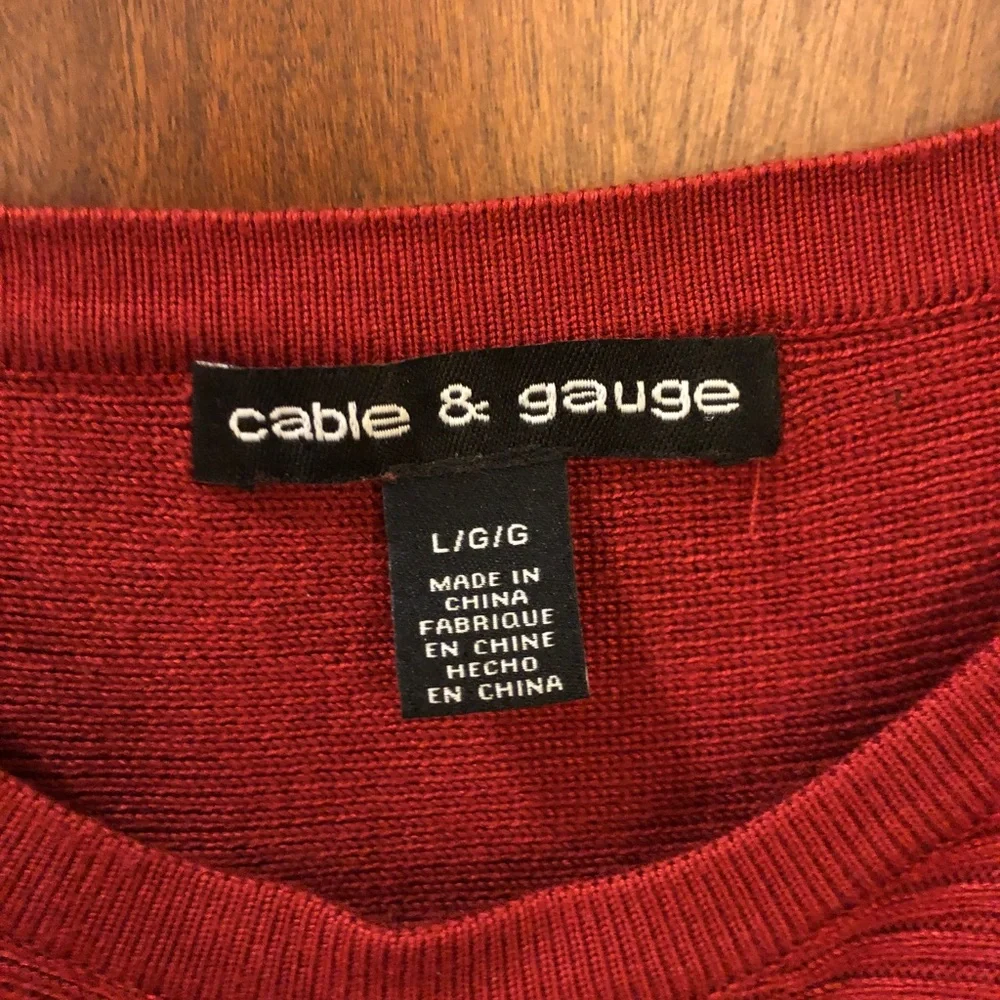 cable & gauge
L/G/G
MADE IN
CHINA
FABRIQUE
EN CHINE
HECHO
EN CHINA